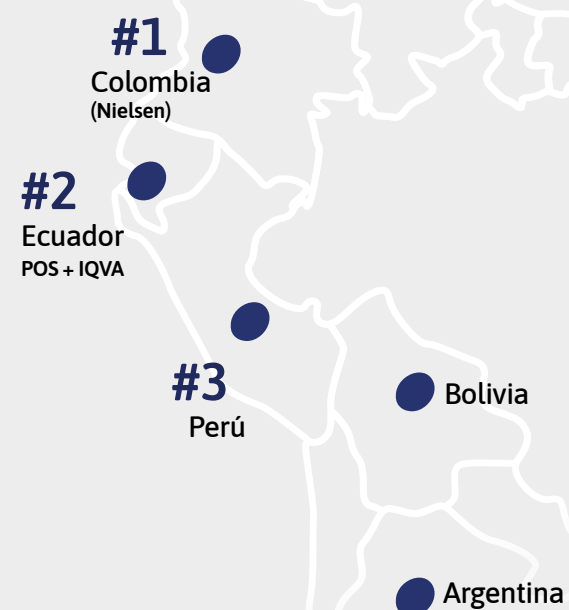 #1
Colombia
(Nielsen)
#2
Ecuador
POS + IQVA
#3
Perú
Bolivia
Argentina